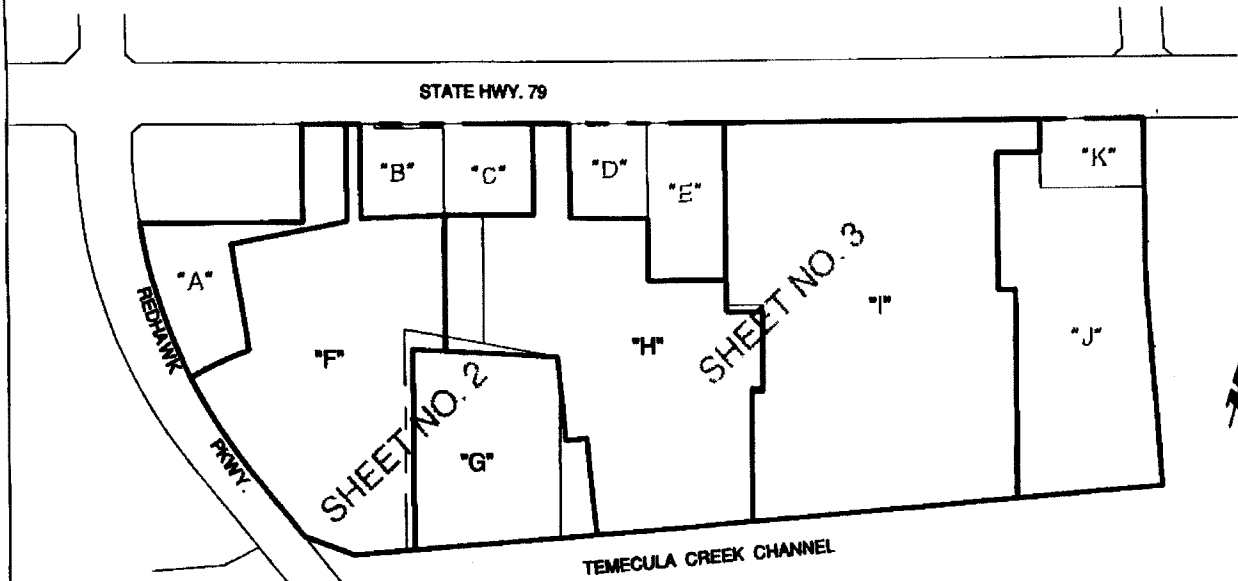 STATE HWY. 79
"B"
"C"
"D"
"E"
"K"
"A"
REDHAWK
PKWY.
"F"
"H"
"I"
"J"
SHEET NO. 3
SHEET NO. 2
"G"
TEMECULA CREEK CHANNEL